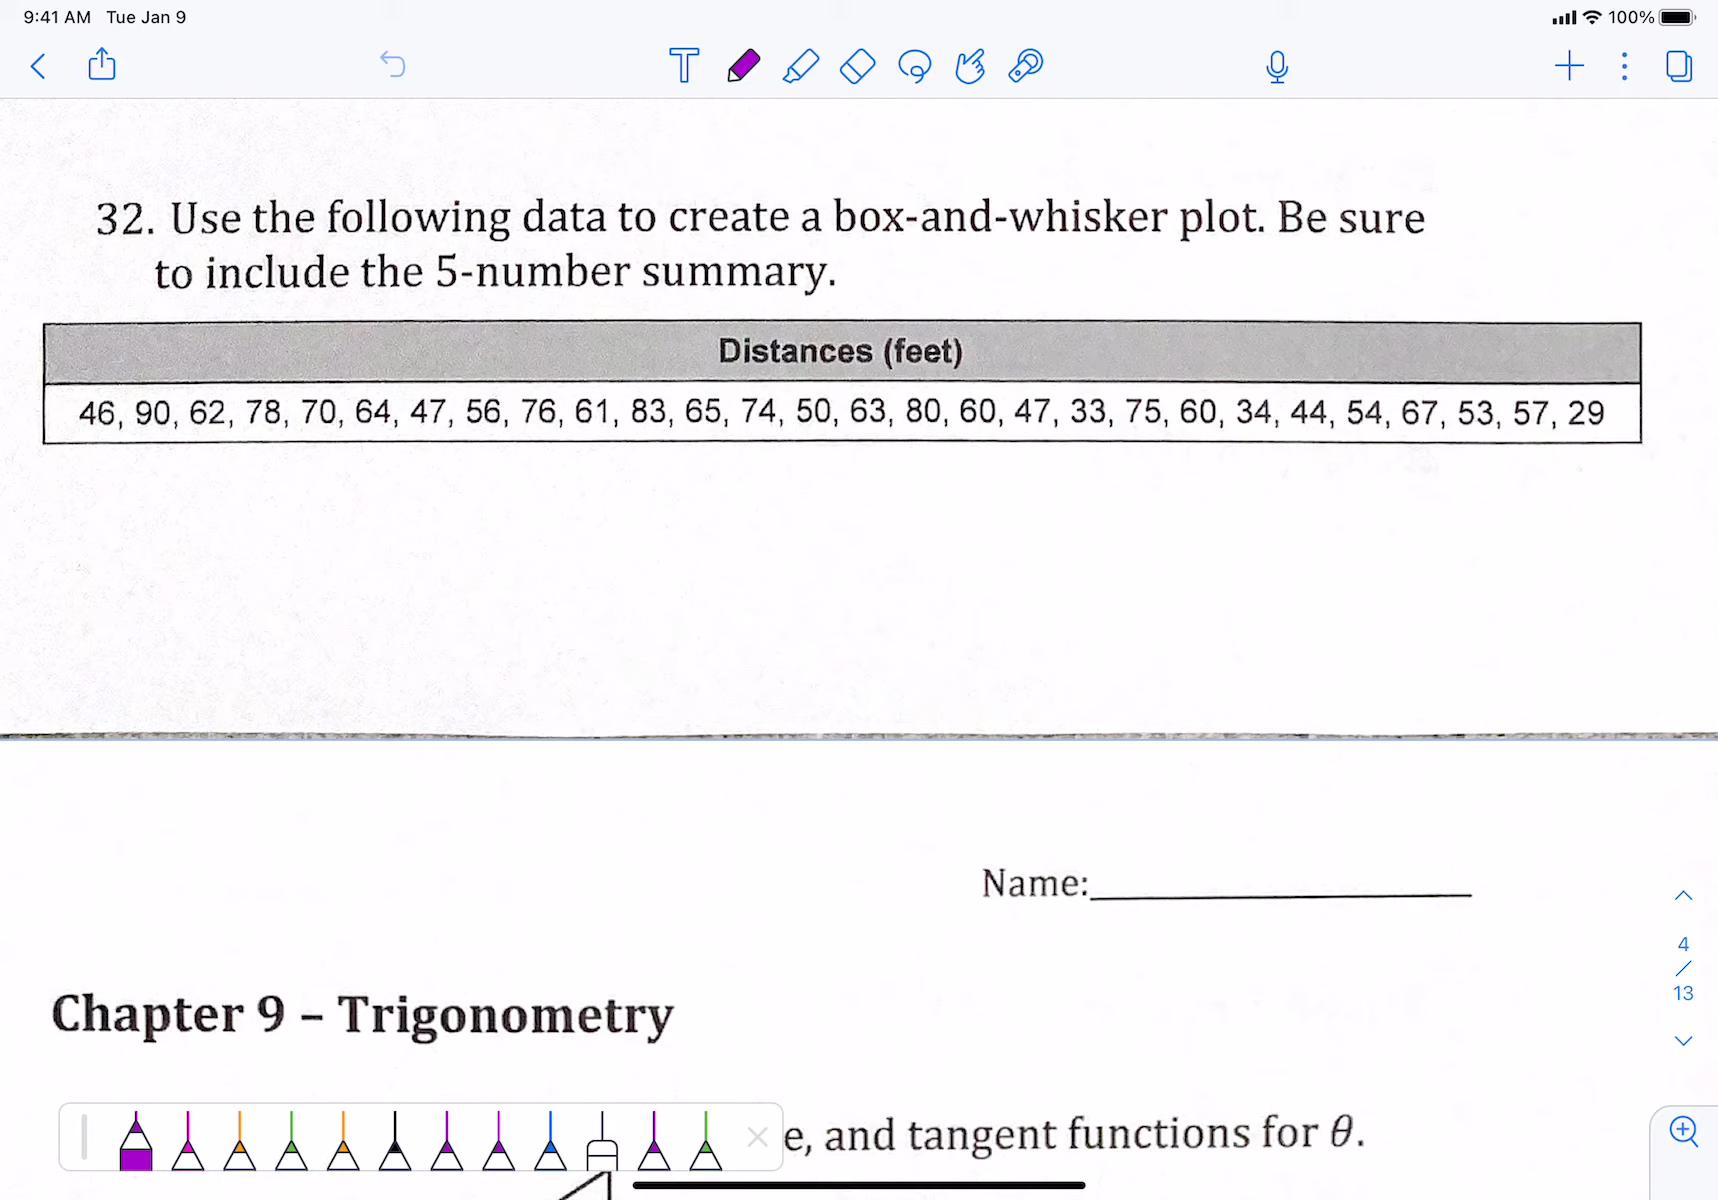 9:41 AM Tue Jan 9
100%
32. Use the following data to create a box-and-whisker plot. Be sure
to include the 5-number summary.
Distances (feet)
46, 90, 62, 78, 70, 64, 47, 56, 76, 61, 83, 65, 74, 50, 63, 80, 60, 47, 33, 75, 60, 34, 44, 54, 67, 53, 57, 29
Name:
4
/
13
Chapter 9 – Trigonometry
e, and tangent functions for θ.